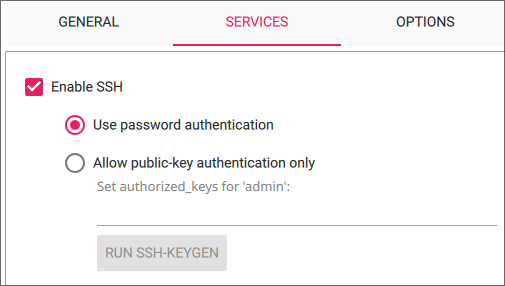 GENERAL SERVICES OPTIONS
Enable SSH
Use password authentication
Allow public-key authentication only
Set authorized_keys for 'admin':
RUN SSH-KEYGEN